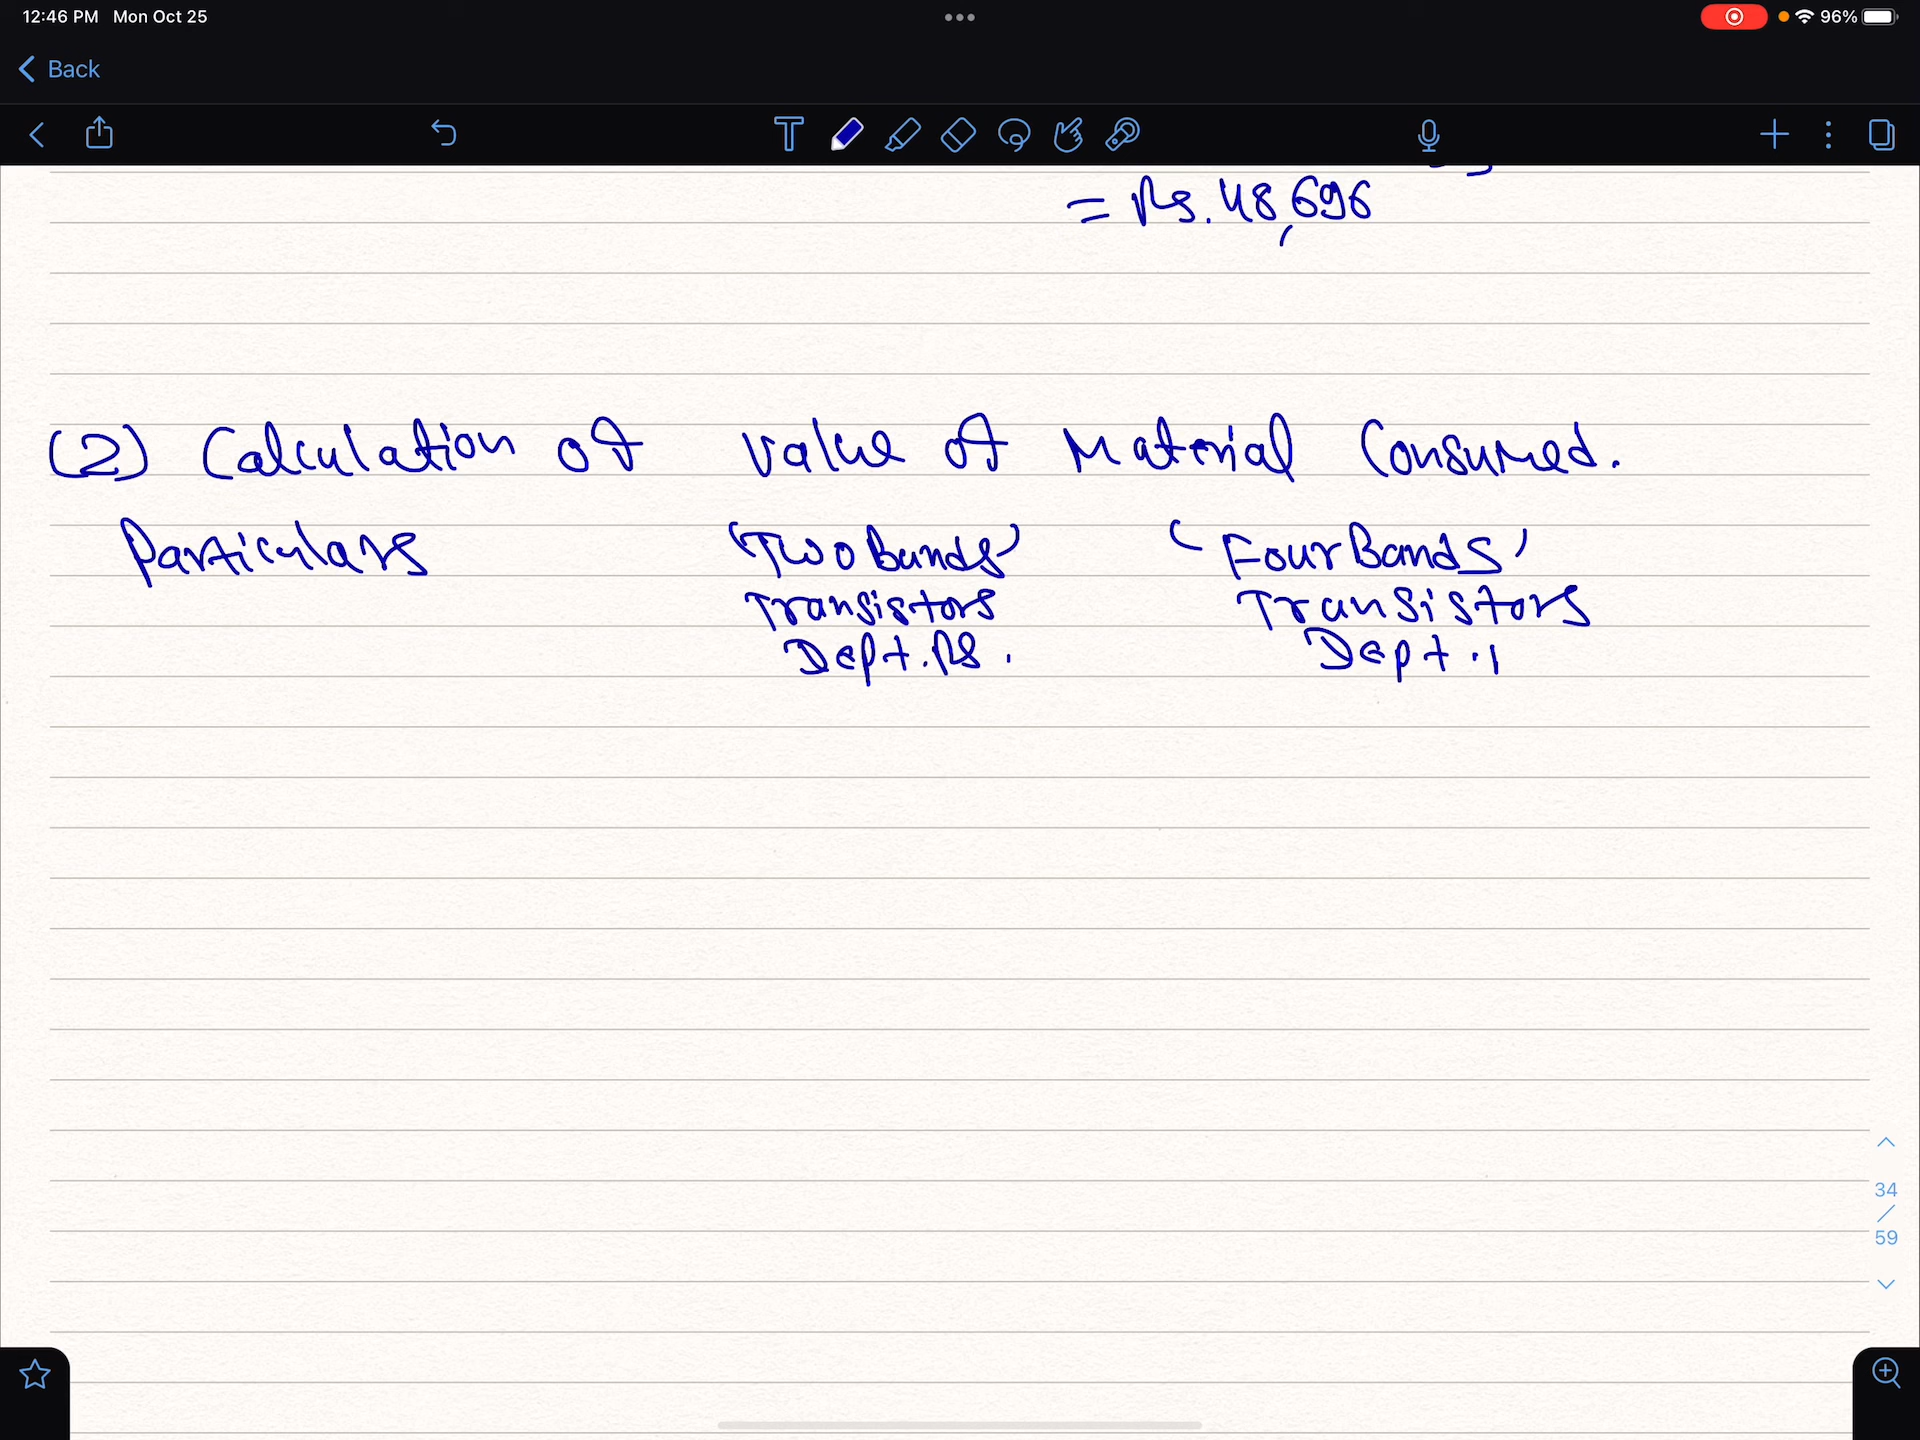 12:46 PM Mon Oct 25
96%
Back
= Rs. 48,696
(2) Calculation of Value of Material Consumed.
Particulars 'Two Bands' 'Four Bands'
Transistors Transistors
Dept. Rs. Dept.
34
/
59